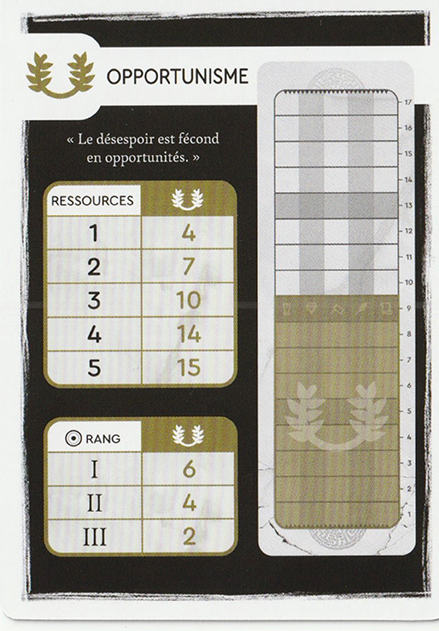 OPPORTUNISME
« Le désespoir est fécond
en opportunités. »
RESSOURCES
1 4
2 7
3 10
4 14
5 15
RANG
I 6
II 4
III 2
17
16
15
14
13
12
11
10
9
8
7
6
5
4
3
2
1